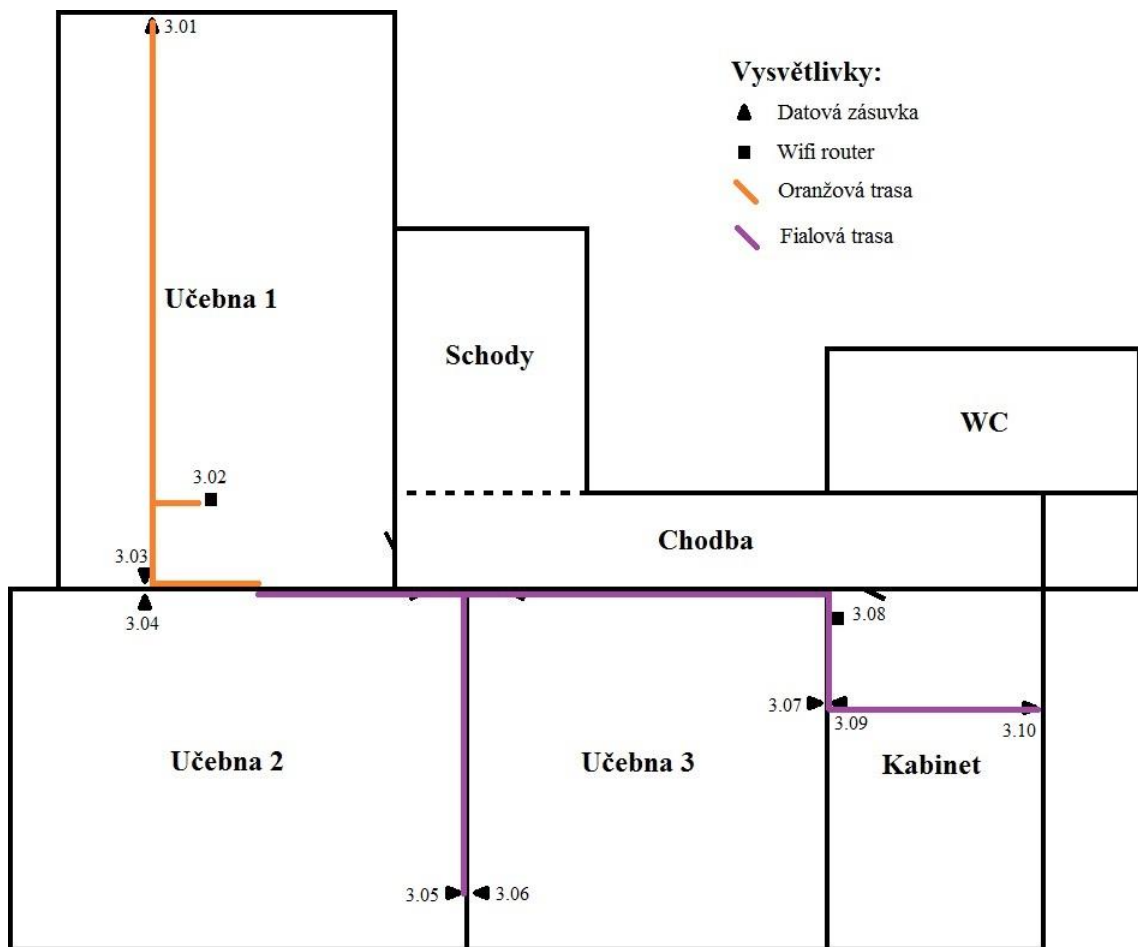 3.01
Vysvětlivky:
Datová zásuvka
Wifi router
Oranžová trasa
Fialová trasa
Učebna 1
Schody
WC
3.02
Chodba
3.03
3.04
3.08
3.07
3.09
3.10
Učebna 2
Učebna 3
Kabinet
3.05
3.06